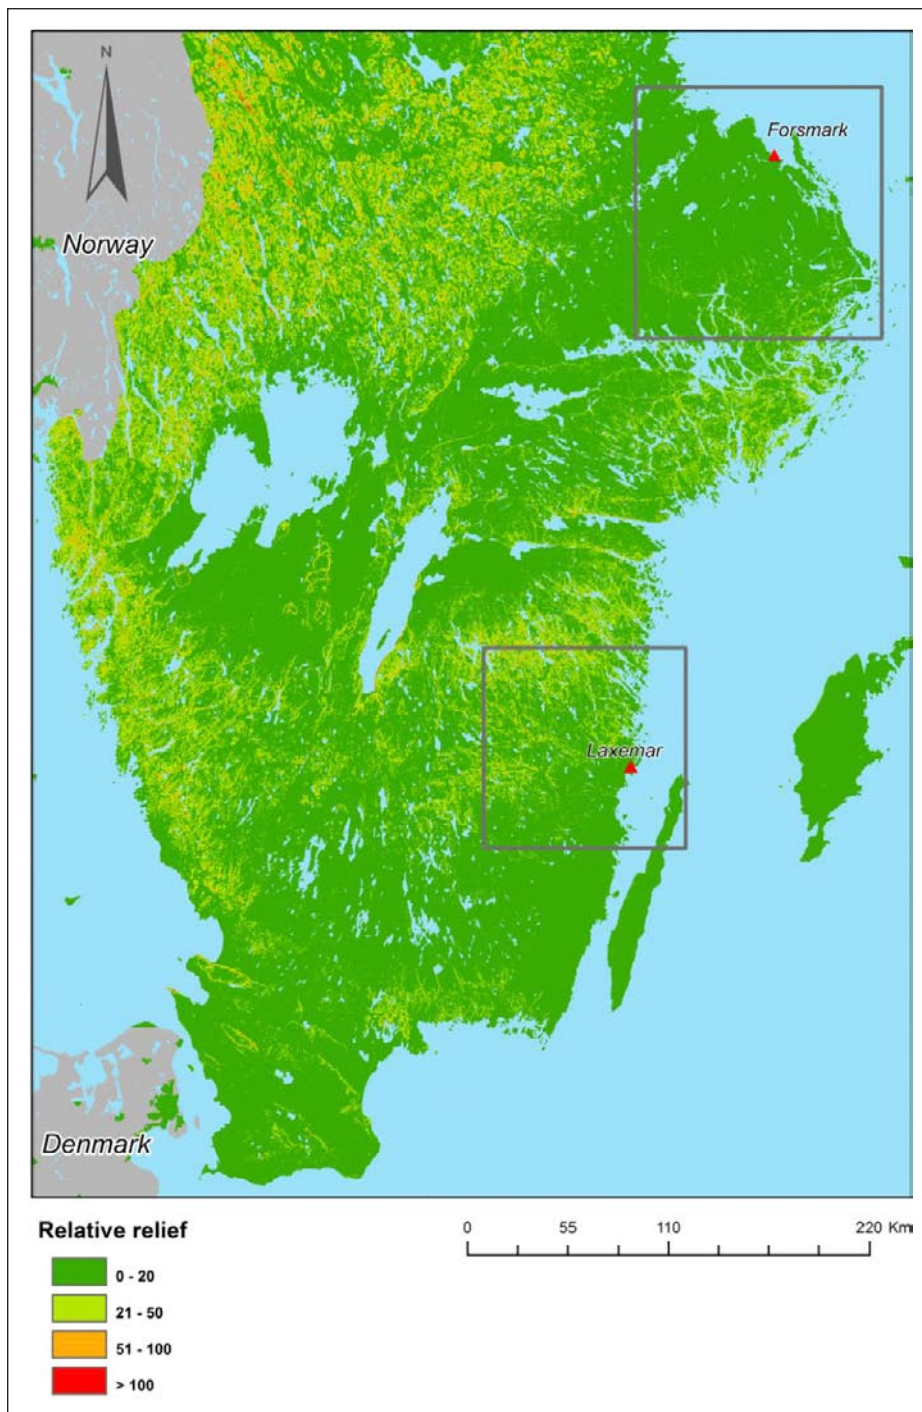 N
Forsmark
Norway
Laxemar
Denmark
Relative relief
0 55 110 220 Km
0 - 20
21 - 50
51 - 100
> 100